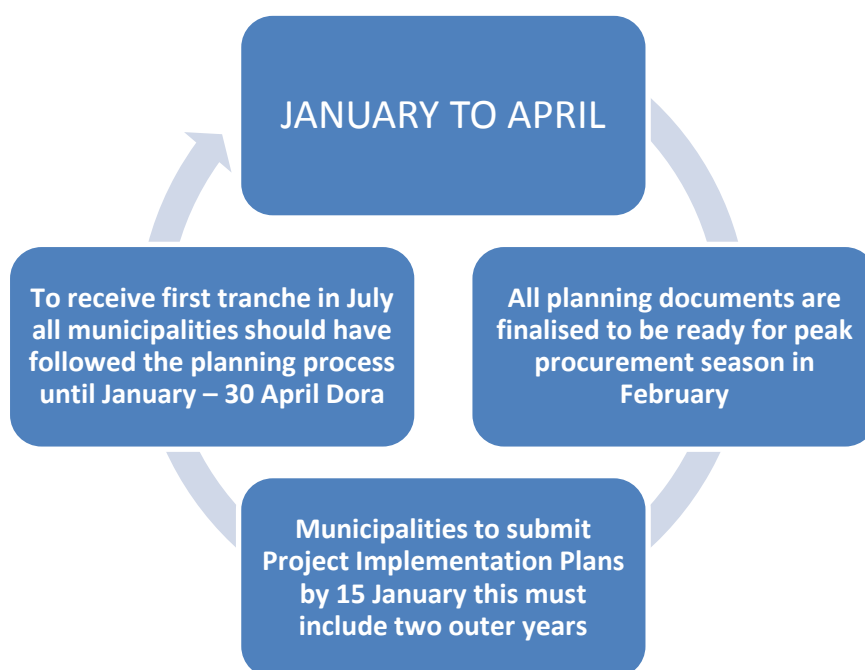 JANUARY TO APRIL
All planning documents are
finalised to be ready for peak
procurement season in
February
Municipalities to submit
Project Implementation Plans
by 15 January this must
include two outer years
To receive first tranche in July
all municipalities should have
followed the planning process
until January – 30 April Dora